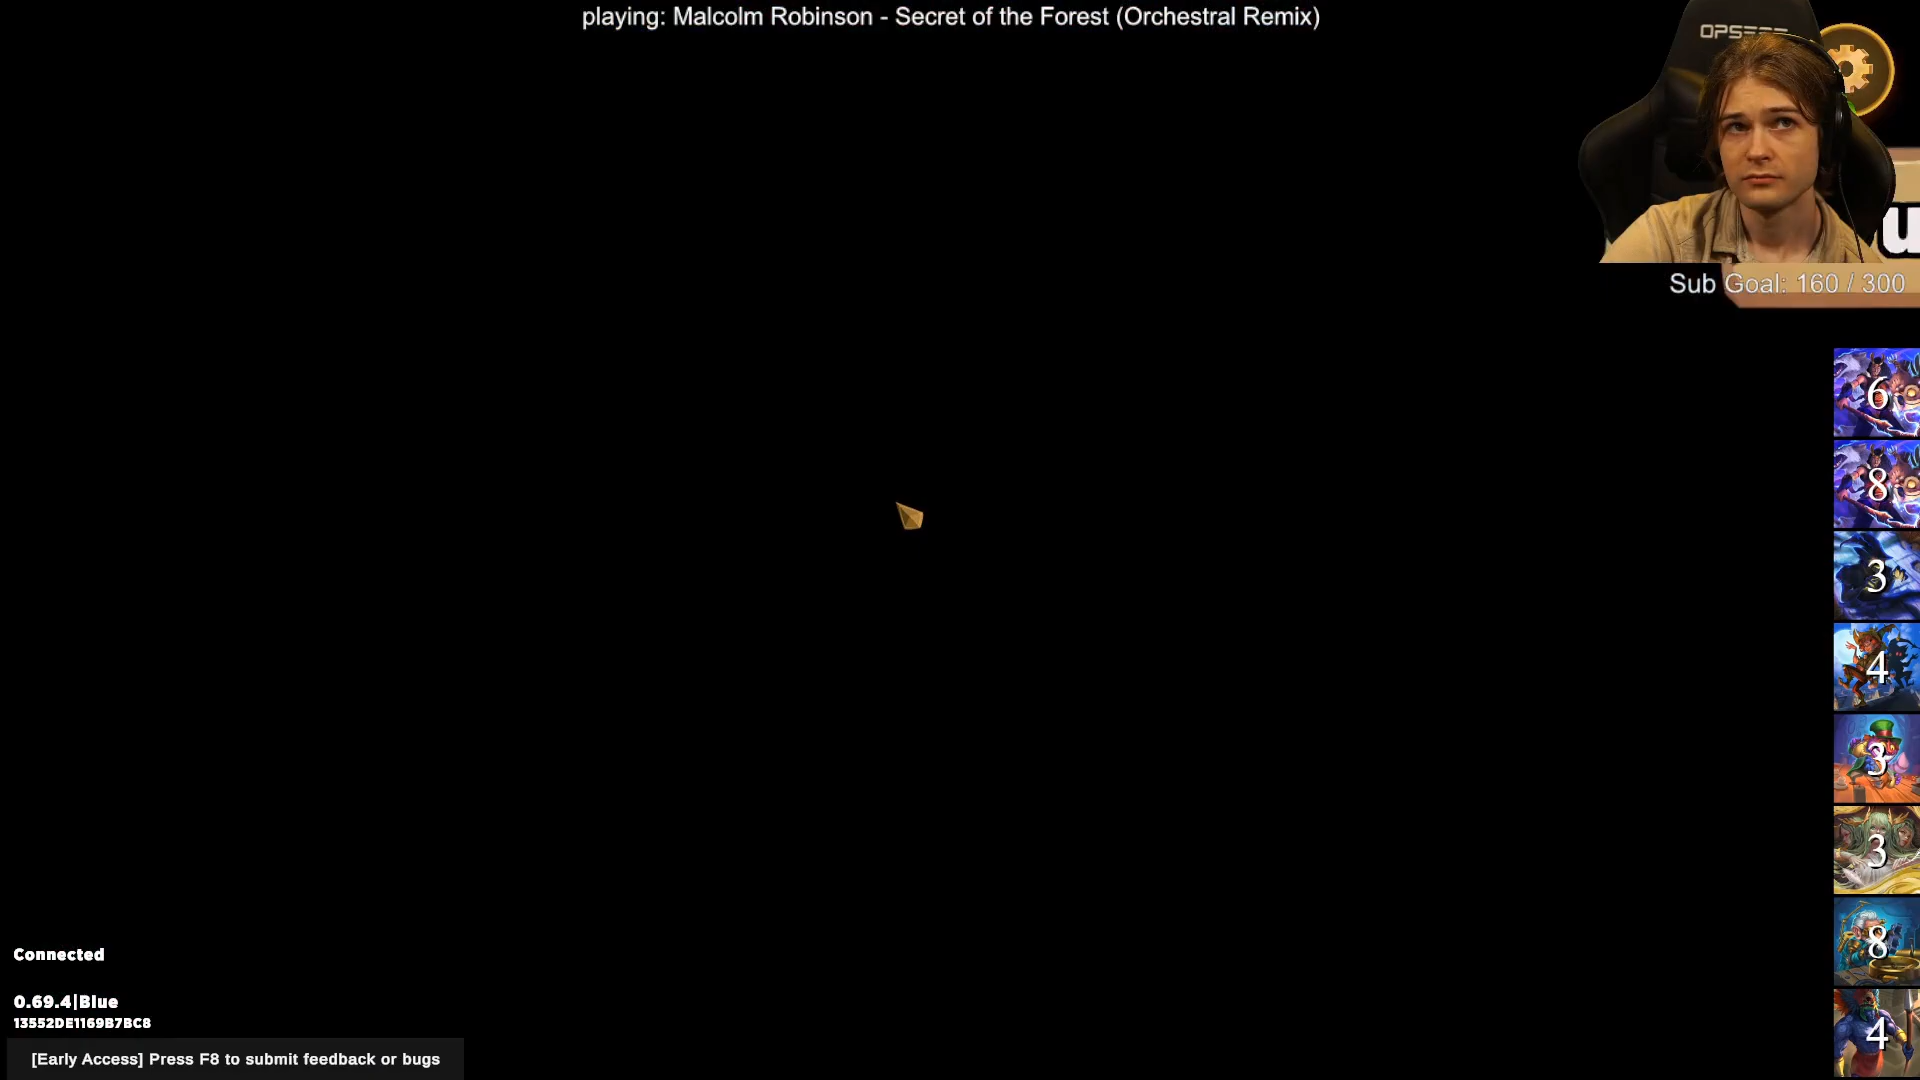 playing: Malcolm Robinson - Secret of the Forest (Orchestral Remix)
u
Sub Goal: 160 / 300
6
8
3
4
3
3
8
4
Connected
0.69.4|Blue
13552DE1169B7BC8
[Early Access] Press F8 to submit feedback or bugs